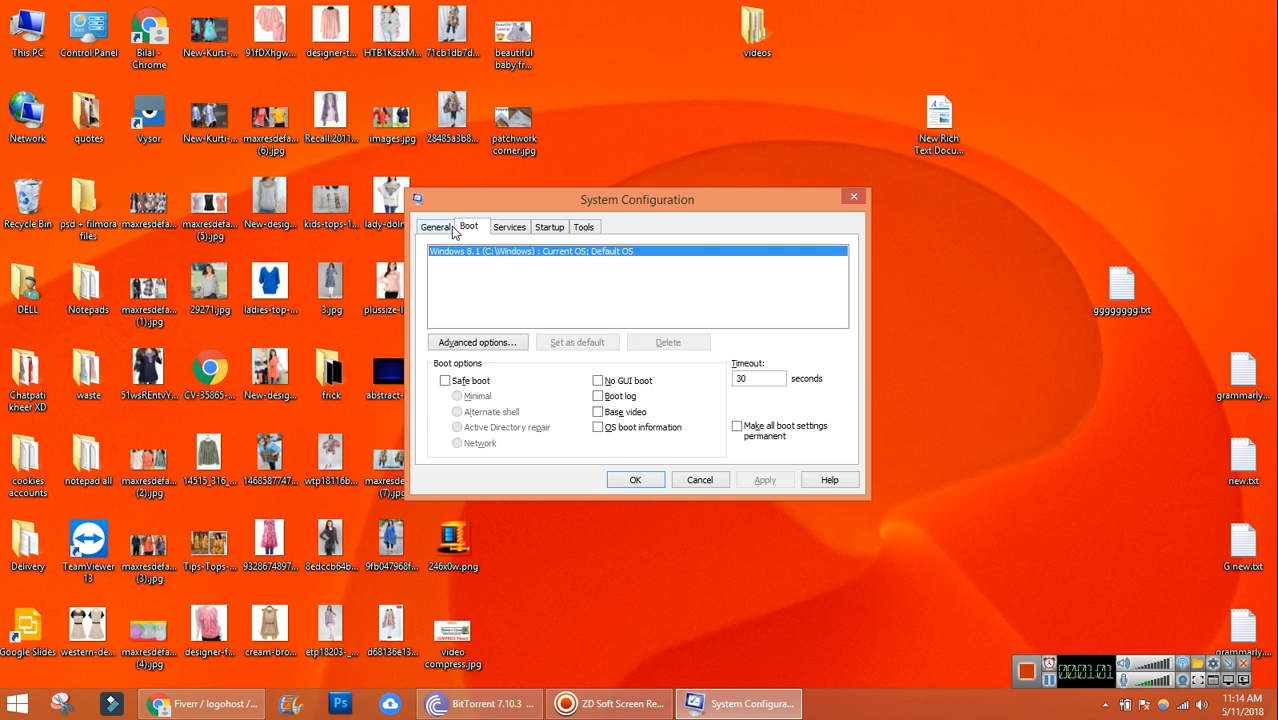 This PC
Control Panel
Bilal -
Chrome
New-Kurti-...
91fDXhgw...
designer-t...
HTB1KszkM...
71cb1db7d...
beautiful
baby fr...
videos
Network
quotes
Vysor
New-Kurti-...
maxresdefa...
(6).jpg
Recall.2011...
images.jpg
28485a3b8...
patchwork
corner.jpg
New Rich
Text Docu...
Recycle Bin
psd + filmora
files
maxresdefa...
maxresdefa...
(5).jpg
New-desig...
kids-tops-1...
lady-doln
System Configuration
General
Boot
Services
Startup
Tools
Windows 8.1 (C:\Windows) : Current OS; Default OS
Advanced options...
Set as default
Delete
Boot options
Safe boot
Minimal
Alternate shell
Active Directory repair
Network
No GUI boot
Boot log
Base video
OS boot information
Timeout:
30
seconds
Make all boot settings
permanent
OK
Cancel
Apply
Help
DELL
Notepads
maxresdefa...
(1).jpg
29271.jpg
ladies-top-...
3.jpg
plussize-l
ggggggggg.txt
Chatpati
kheer XD
waste
51wsREntvY...
CV-35865-...
New-desig...
frick
abstract-
grammarly...
cookies
accounts
notepad all
maxresdefa...
(2).jpg
14515_316_...
1468587747...
wtp18116b...
maxresdefa
(7).jpg
new.txt
Delivery
TeamViewer
13
maxresdefa...
(3).jpg
Tips-Tops-...
9328674897...
8edccb64b...
9fb047968f...
246x0w.png
G new.txt
Google Slides
western-de...
maxresdefa...
(4).jpg
designer-f...
cream-bro...
etp18203-_...
d68136e13...
video
compress.jpg
grammarly....
00:01:01
Fiverr / logohost /...
Ps
BitTorrent 7.10.3 ...
ZD Soft Screen Re...
System Configura...
11:14 AM
5/11/2018